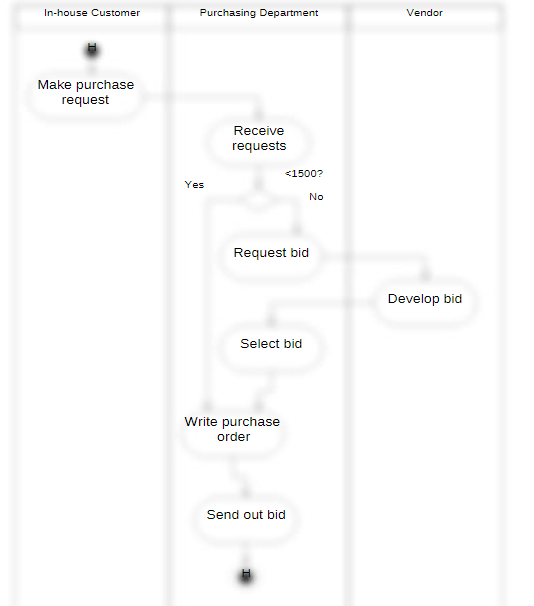 In-house Customer
Purchasing Department
Vendor
H
Make purchase
request
Receive
requests
<1500?
Yes
No
Request bid
Develop bid
Select bid
Write purchase
order
Send out bid
H